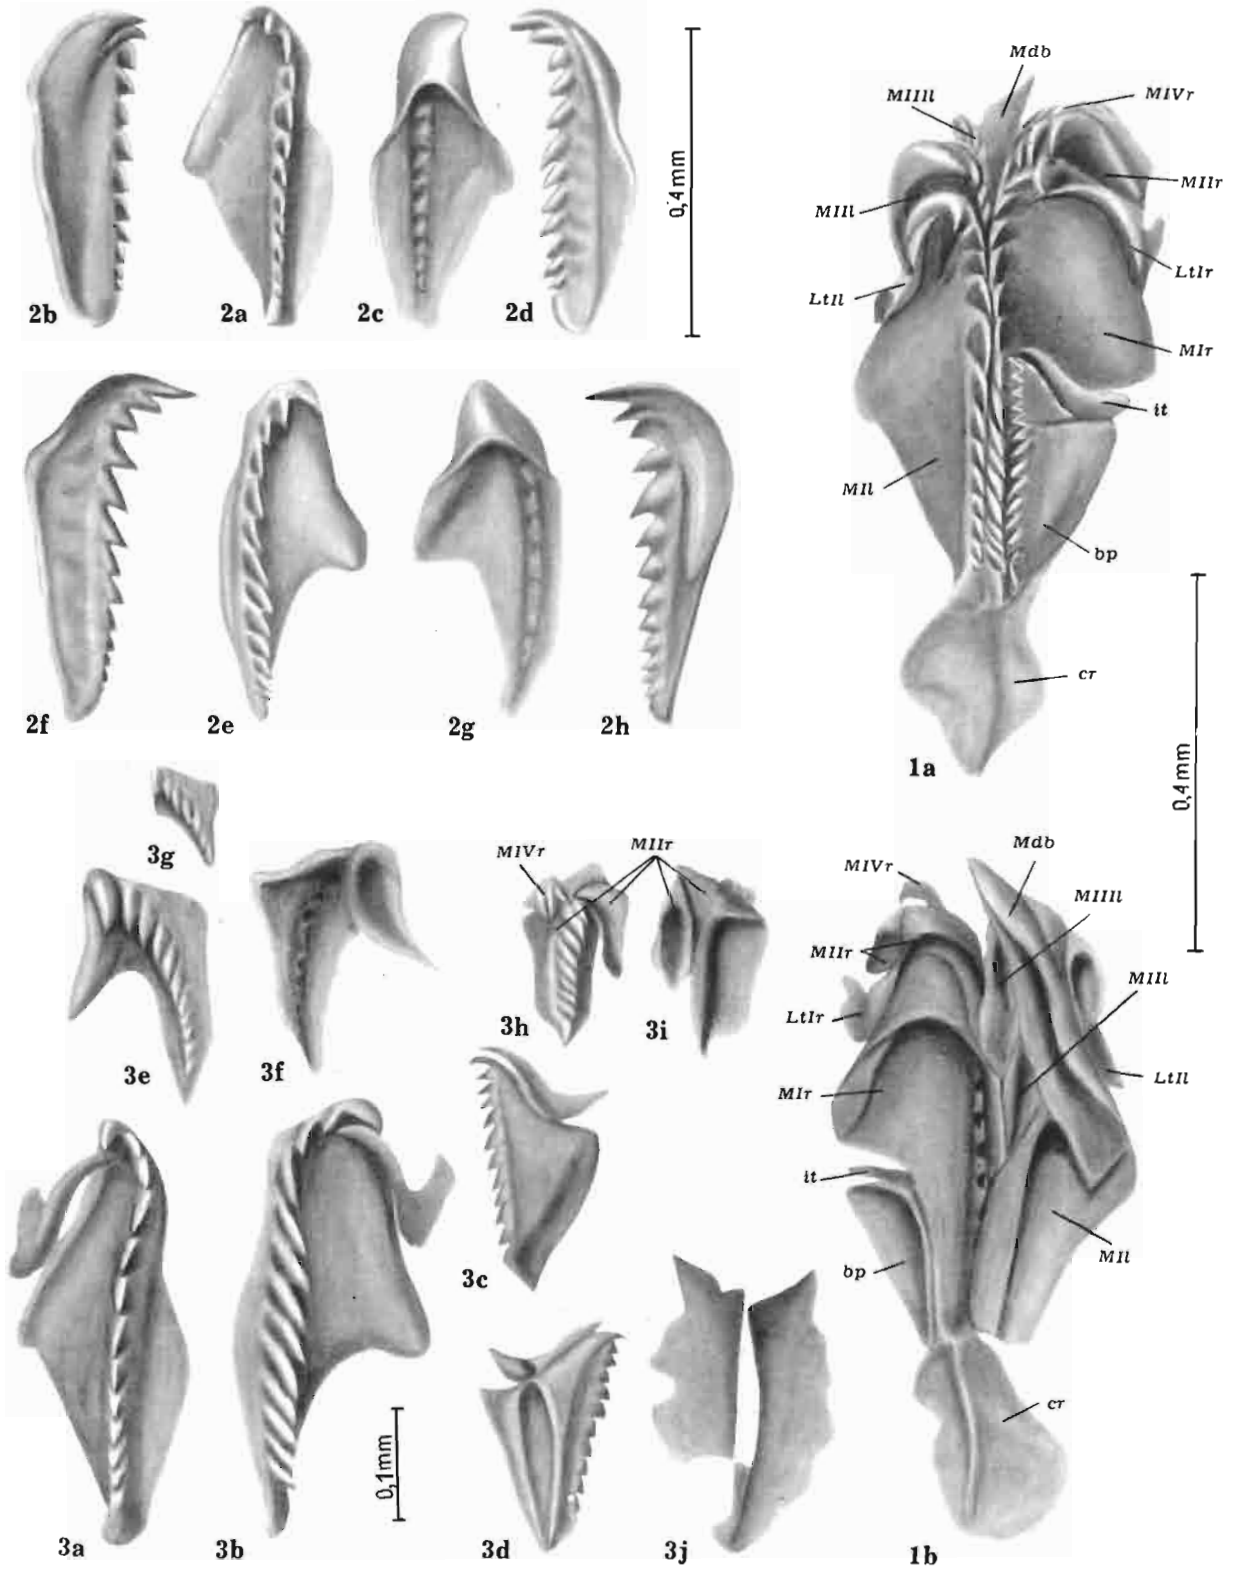 2b
2a
2c
2d
0,4mm
2f
2e
2g
2h
Mdb
MIIIl
MIVr
MIIl
MIIr
LtIl
LtIr
MIr
it
MIl
bp
cr
1a
0,4mm
3g
3e
3f
MIVr
MIIr
3h
3i
3c
3a
3b
0,1mm
3d
3j
Mdb
MIVr
MIIIl
MIIr
MIIl
LtIr
LtIl
MIr
it
MIl
bp
cr
1b